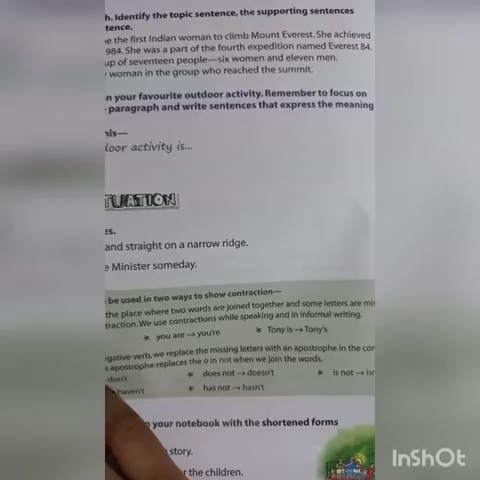 h. Identify the topic sentence, the supporting sentences
tence.
e the first Indian woman to climb Mount Everest. She achieved
984. She was a part of the fourth expedition named Everest 84.
up of seventeen people—six women and eleven men.
woman in the group who reached the summit.
n your favourite outdoor activity. Remember to focus on
paragraph and write sentences that express the meaning
his—
door activity is...
TUATION
es.
and straight on a narrow ridge.
e Minister someday.
be used in two ways to show contraction—
the place where two words are joined together and some letters are mis
traction. We use contractions while speaking and in informal writing.
* you are → you're * Tony is → Tony's
gative verb, we replace the missing letters with an apostrophe in the con
apostrophe replaces the o in not when we join the words.
don't * does not → doesn't * is not → isn
haven't * has not → hasn't
your notebook with the shortened forms
story.
r the children.
InShOt